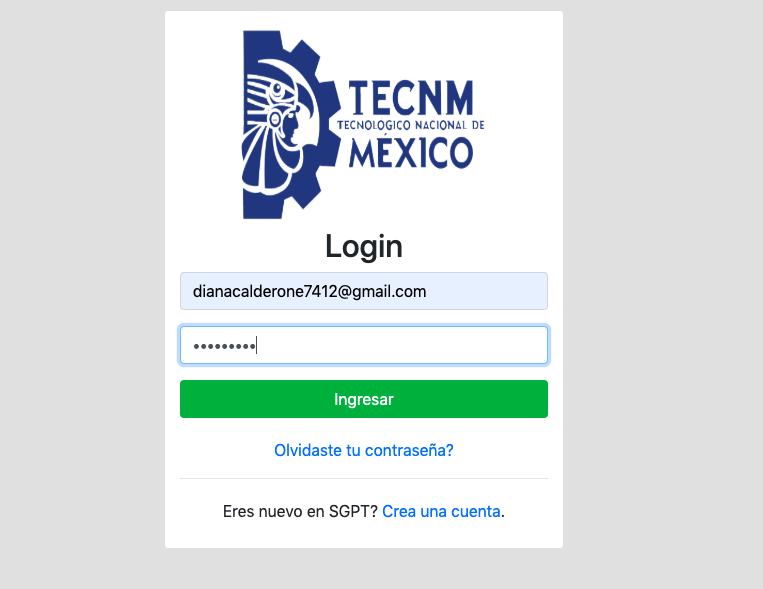 TECNM
TECNOLOGICO NACIONAL DE
MÉXICO
Login
dianacalderone7412@gmail.com
•••••••••
Ingresar
Olvidaste tu contraseña?
Eres nuevo en SGPT? Crea una cuenta.